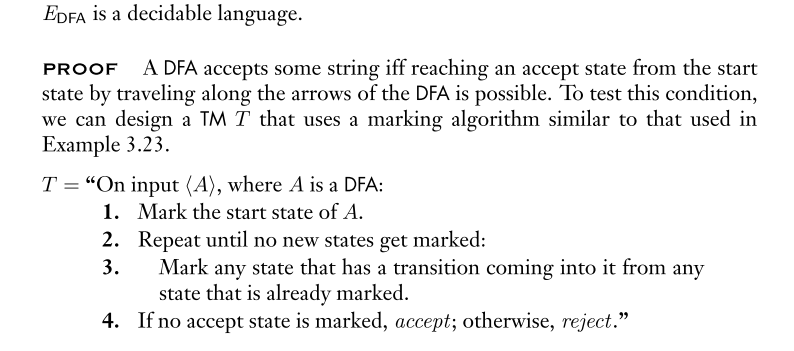 E_DFA is a decidable language.
PROOF A DFA accepts some string iff reaching an accept state from the start
state by traveling along the arrows of the DFA is possible. To test this condition,
we can design a TM T that uses a marking algorithm similar to that used in
Example 3.23.
T = “On input ⟨A⟩, where A is a DFA:
1. Mark the start state of A.
2. Repeat until no new states get marked:
3. Mark any state that has a transition coming into it from any
state that is already marked.
4. If no accept state is marked, accept; otherwise, reject.”